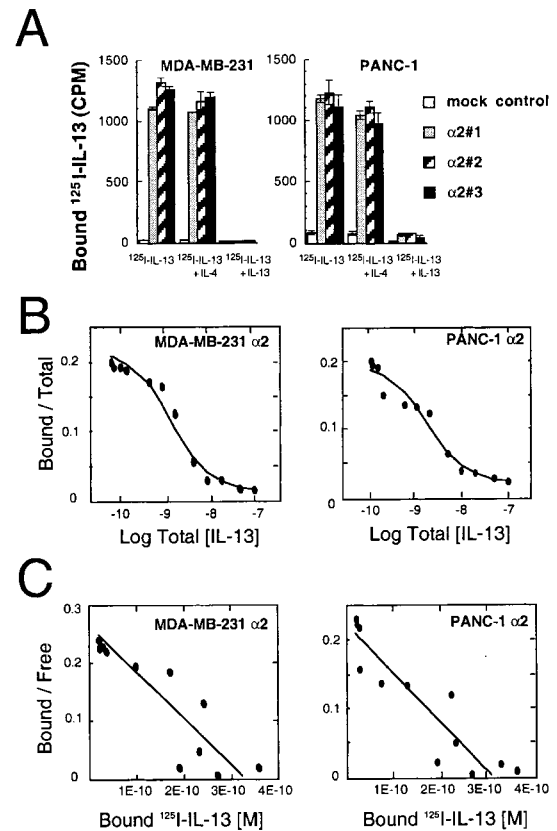 A
MDA-MB-231
PANC-1
Bound ¹²⁵I-IL-13 (CPM)
1500
1000
500
0
1500
1000
500
0
mock control
α2#1
α2#2
α2#3
¹²⁵I-IL-13 ¹²⁵I-IL-13 ¹²⁵I-IL-13
+ IL-4 + IL-13
¹²⁵I-IL-13 ¹²⁵I-IL-13 ¹²⁵I-IL-13
+ IL-4 + IL-13
B
MDA-MB-231 α2
Bound / Total
0.2
0.1
0
-10 -9 -8 -7
Log Total [IL-13]
PANC-1 α2
0.2
0.1
0
-10 -9 -8 -7
Log Total [IL-13]
C
MDA-MB-231 α2
Bound / Free
0.3
0.2
0.1
0
1E-10 2E-10 3E-10 4E-10
Bound ¹²⁵I-IL-13 [M]
PANC-1 α2
0.2
0.1
0
1E-10 2E-10 3E-10 4E-10
Bound ¹²⁵I-IL-13 [M]